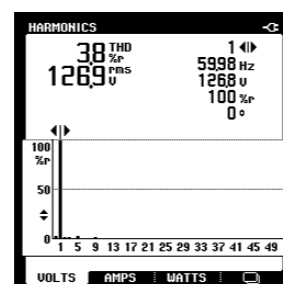 HARMONICS
3.8 THD %r
126.9 rms V
1
59.98 Hz
126.8 V
100 %r
0 °
100
%r
50
0
1 5 9 13 17 21 25 29 33 37 41 45 49
VOLTS AMPS WATTS